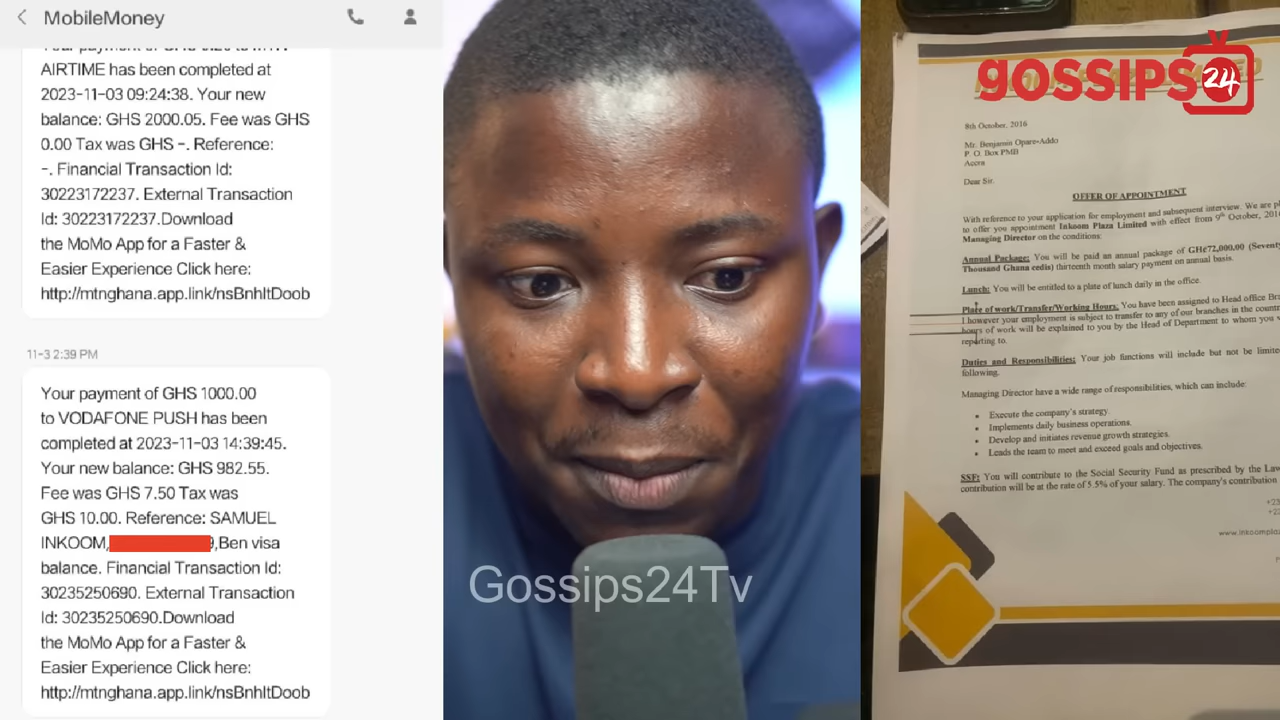 MobileMoney
AIRTIME has been completed at
2023-11-03 09:24:38. Your new
balance: GHS 2000.05. Fee was GHS
0.00 Tax was GHS -. Reference:
-. Financial Transaction Id:
30223172237. External Transaction
Id: 30223172237.Download
the MoMo App for a Faster &
Easier Experience Click here:
http://mtnghana.app.link/nsBnhItDoob
11-3 2:39 PM
Your payment of GHS 1000.00
to VODAFONE PUSH has been
completed at 2023-11-03 14:39:45.
Your new balance: GHS 982.55.
Fee was GHS 7.50 Tax was
GHS 10.00. Reference: SAMUEL
INKOOM, ,Ben visa
balance. Financial Transaction Id:
30235250690. External Transaction
Id: 30235250690.Download
the MoMo App for a Faster &
Easier Experience Click here:
http://mtnghana.app.link/nsBnhItDoob
Gossips24Tv
gOSSIPS 24
8th October, 2016
Mr. Benjamin Opare-Addo
P. O. Box PMB
Accra
Dear Sir,
OFFER OF APPOINTMENT
With reference to your application for employment and subsequent interview. We are
to offer you appointment Inkoom Plaza Limited with effect from 9th October, 201
Managing Director on the conditions:
Annual Package: You will be paid an annual package of GH¢72,000.00 (Seventy
Thousand Ghana cedis) thirteenth month salary payment on annual basis.
Lunch: You will be entitled to a plate of lunch daily in the office.
Place of work/Transfer/Working Hours: You have been assigned to Head office
however your employment is subject to transfer to any of our branches in the
hours of work will be explained to you by the Head of Department to whom you
reporting to.
Duties and Responsibilities: Your job functions will include but not be limite
following.
Managing Director have a wide range of responsibilities, which can include:
• Execute the company's strategy.
• Implements daily business operations.
• Develop and initiates revenue growth strategies.
• Leads the team to meet and exceed goals and objectives.
SSF: You will contribute to the Social Security Fund as prescribed by the Law
contribution will be at the rate of 5.5% of your salary. The company's contribution
www.inkoompla